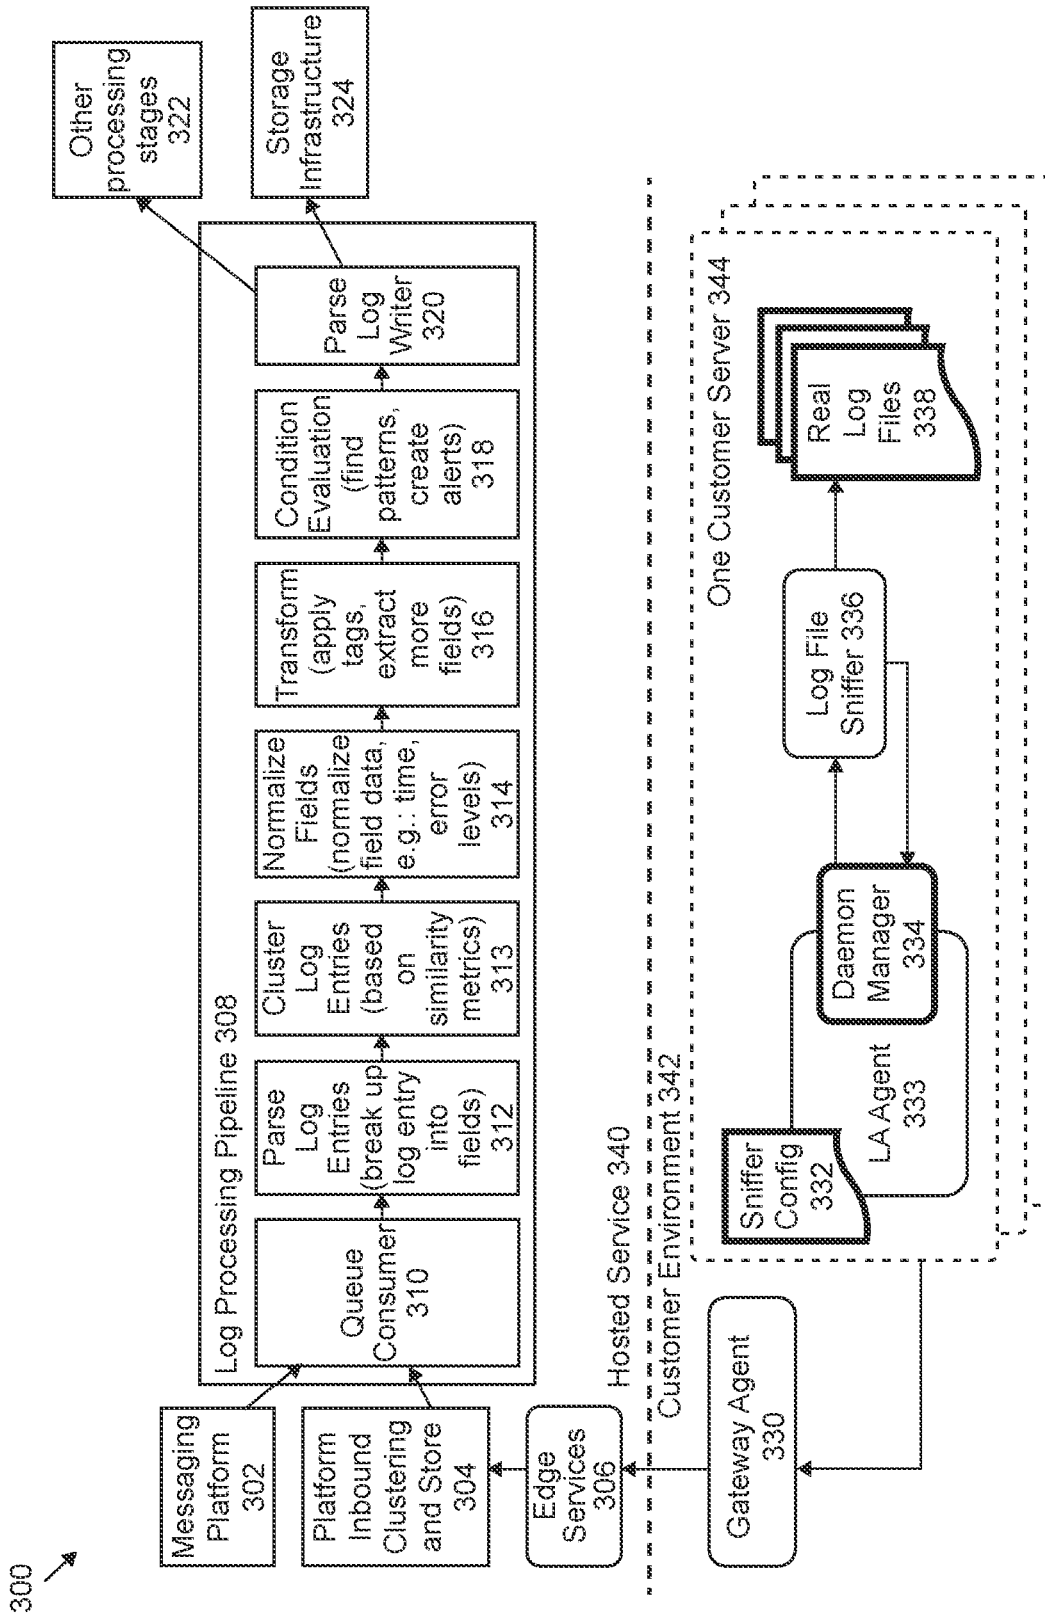 300
Messaging
Platform
302
Platform
Inbound
Clustering
and Store
304
Edge
Services
306
Log Processing Pipeline 308
Queue
Consumer
310
Parse
Log
Entries
(break up
log entry
into
fields)
312
Cluster
Log
Entries
(based
on
similarity
metrics)
313
Normalize
Fields
(normalize
field data,
e.g.: time,
error
levels)
314
Transform
(apply
tags,
extract
more
fields)
316
Condition
Evaluation
(find
patterns,
create
alerts)
318
Parse
Log
Writer
320
Other
processing
stages
322
Storage
Infrastructure
324
Hosted Service 340
Customer Environment 342
Gateway Agent
330
One Customer Server 344
Sniffer
Config
332
LA Agent
333
Daemon
Manager
334
Log File
Sniffer 336
Real
Log
Files
338